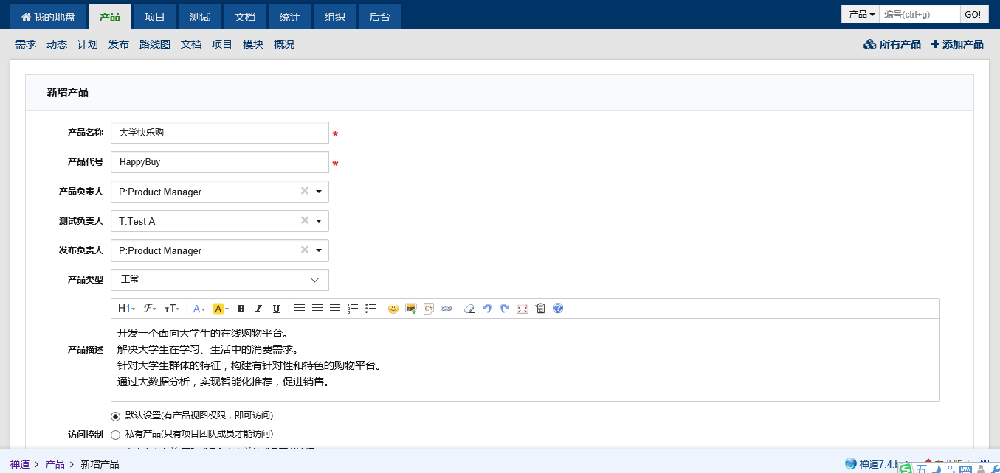 我的地盘 产品 项目 测试 文档 统计 组织 后台 产品 编号(ctrl+g) GO!
需求 动态 计划 发布 路线图 文档 项目 模块 概况 所有产品 添加产品
新增产品
产品名称 大学快乐购 *
产品代号 HappyBuy *
产品负责人 P:Product Manager
测试负责人 T:Test A
发布负责人 P:Product Manager
产品类型 正常
H1 F TT A A B I U
产品描述
开发一个面向大学生的在线购物平台。
解决大学生在学习、生活中的消费需求。
针对大学生群体的特征，构建有针对性和特色的购物平台。
通过大数据分析，实现智能化推荐，促进销售。
默认设置(有产品视图权限，即可访问)
访问控制 私有产品(只有项目团队成员才能访问)
禅道 > 产品 > 新增产品 禅道7.4.b
五